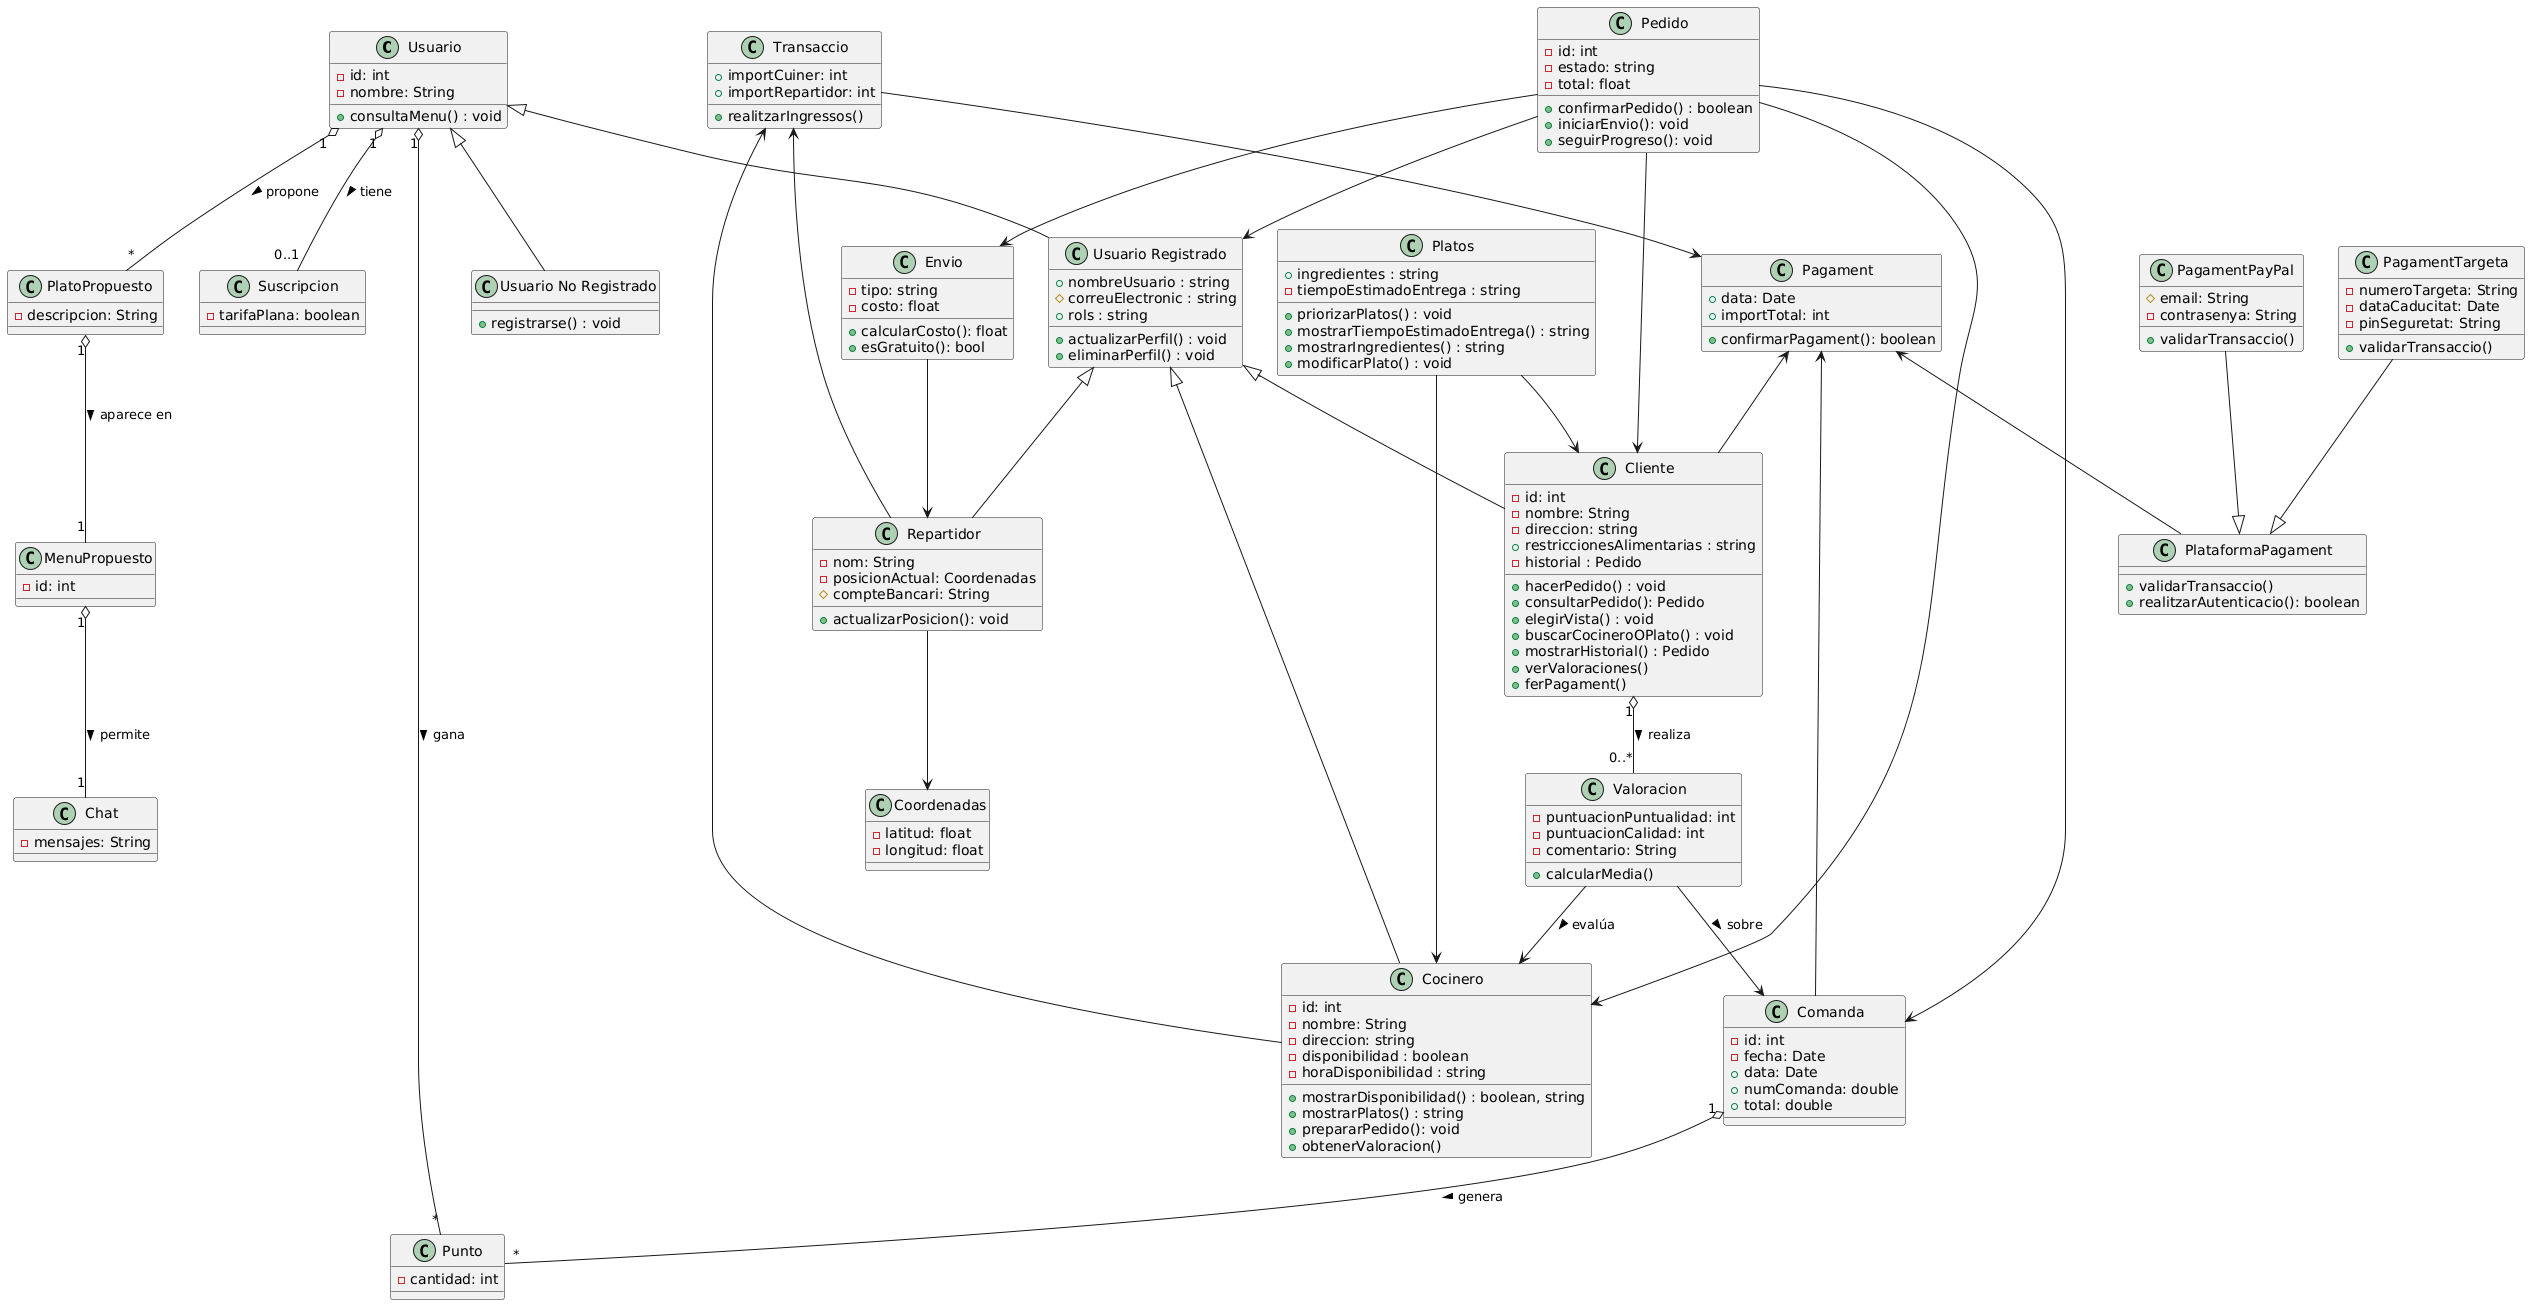 C Usuario
id: int
nombre: String
consultaMenu() : void
C Transaccio
importCuiner: int
importRepartidor: int
realitzarIngressos()
C Pedido
id: int
estado: string
total: float
confirmarPedido() : boolean
iniciarEnvio(): void
seguirProgreso(): void
1
1
1
propone
tiene
*
0..1
C PlatoPropuesto
descripcion: String
C Suscripcion
tarifaPlana: boolean
C Usuario No Registrado
registrarse() : void
C Envio
tipo: string
costo: float
calcularCosto(): float
esGratuito(): bool
C Usuario Registrado
nombreUsuario : string
correuElectronic : string
rols : string
actualizarPerfil() : void
eliminarPerfil() : void
C Platos
ingredientes : string
tiempoEstimadoEntrega : string
priorizarPlatos() : void
mostrarTiempoEstimadoEntrega() : string
mostrarIngredientes() : string
modificarPlato() : void
C Pagament
data: Date
importTotal: int
confirmarPagament(): boolean
C PagamentPayPal
email: String
contrasenya: String
validarTransaccio()
C PagamentTargeta
numeroTargeta: String
dataCaducitat: Date
pinSeguretat: String
validarTransaccio()
1
aparece en
1
C MenuPropuesto
id: int
C Repartidor
nom: String
posicionActual: Coordenadas
compteBancari: String
actualizarPosicion(): void
C Cliente
id: int
nombre: String
direccion: string
restriccionesAlimentarias : string
historial : Pedido
hacerPedido() : void
consultarPedido(): Pedido
elegirVista() : void
buscarCocineroOPlato() : void
mostrarHistorial() : Pedido
verValoraciones()
ferPagament()
C PlataformaPagament
validarTransaccio()
realitzarAutenticacio(): boolean
1
permite
1
gana
1
realiza
0..*
C Chat
mensajes: String
C Coordenadas
latitud: float
longitud: float
C Valoracion
puntuacionPuntualidad: int
puntuacionCalidad: int
comentario: String
calcularMedia()
evalúa
sobre
C Cocinero
id: int
nombre: String
direccion: string
disponibilidad : boolean
horaDisponibilidad : string
mostrarDisponibilidad() : boolean, string
mostrarPlatos() : string
prepararPedido(): void
obtenerValoracion()
C Comanda
id: int
fecha: Date
data: Date
numComanda: double
total: double
1
genera
*
*
C Punto
cantidad: int